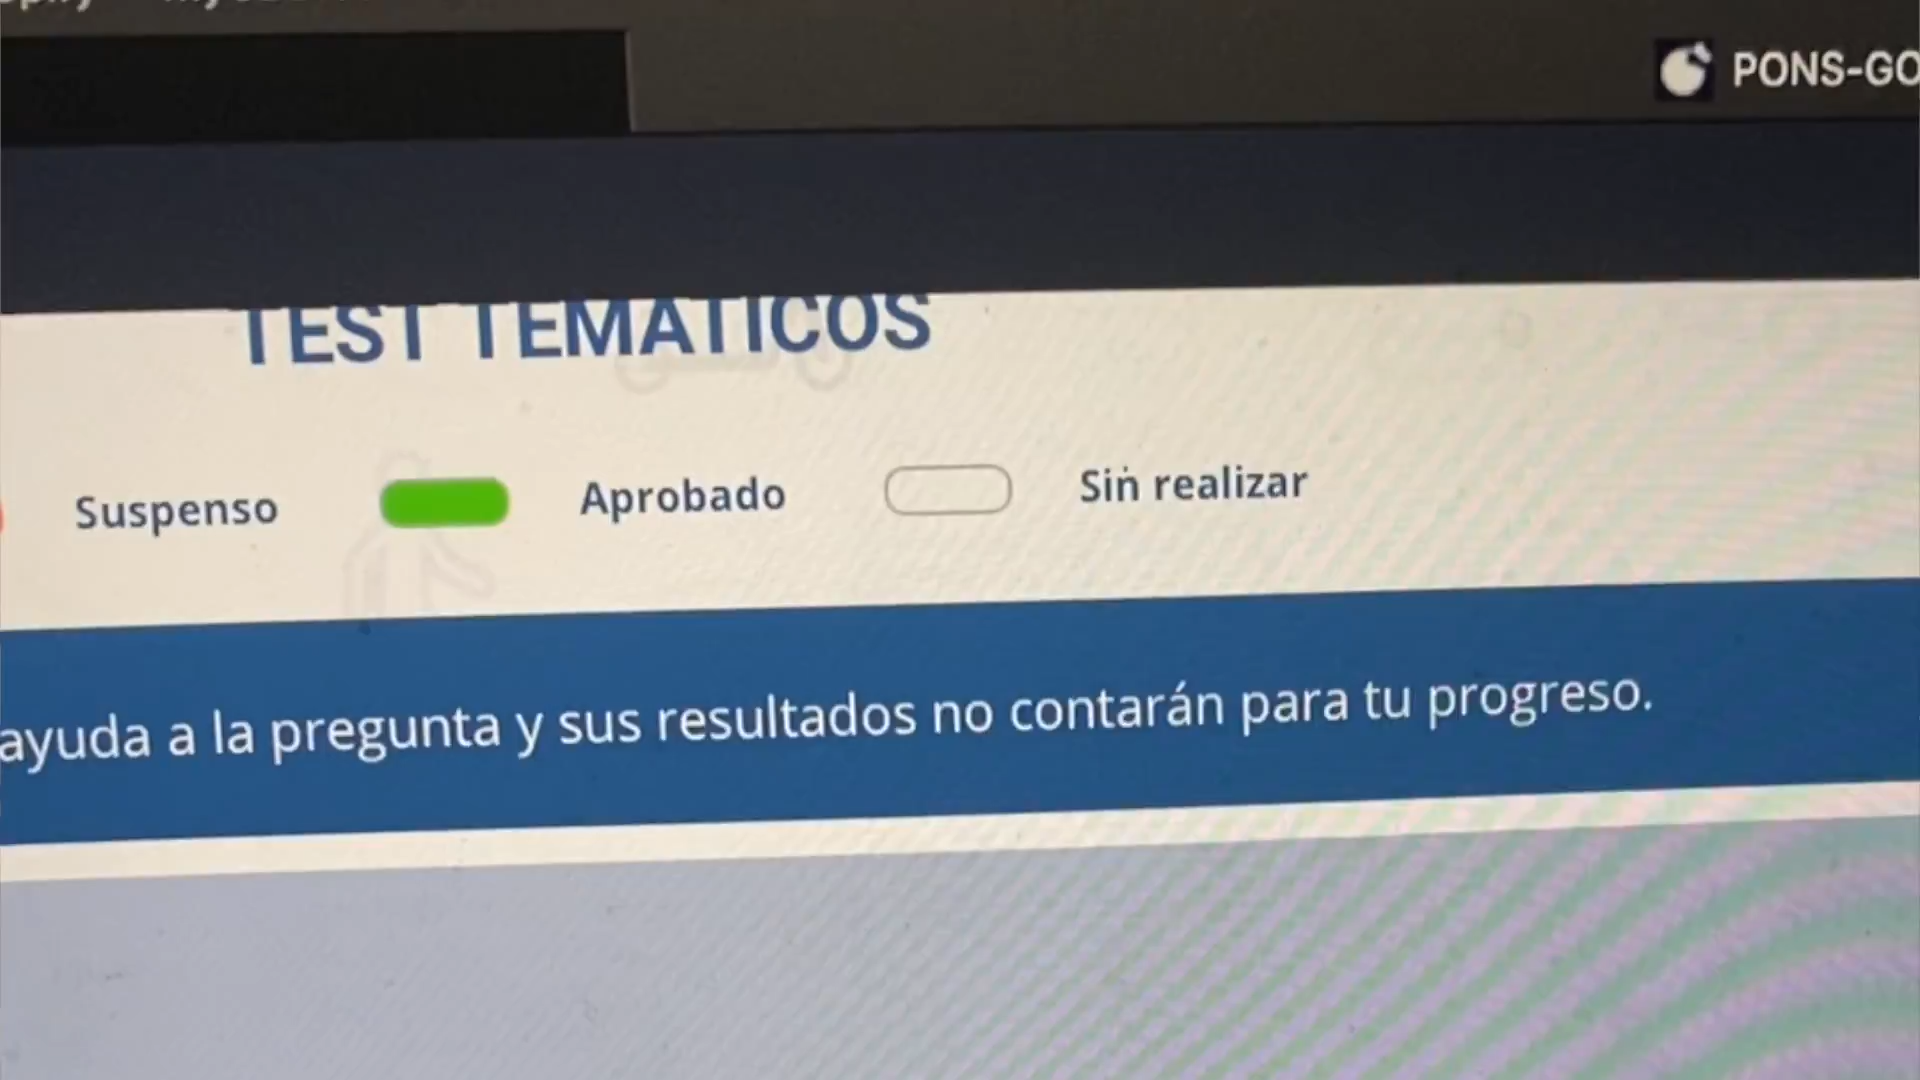 PONS-GO
TEST TEMATICOS
Suspenso
Aprobado
Sin realizar
ayuda a la pregunta y sus resultados no contarán para tu progreso.